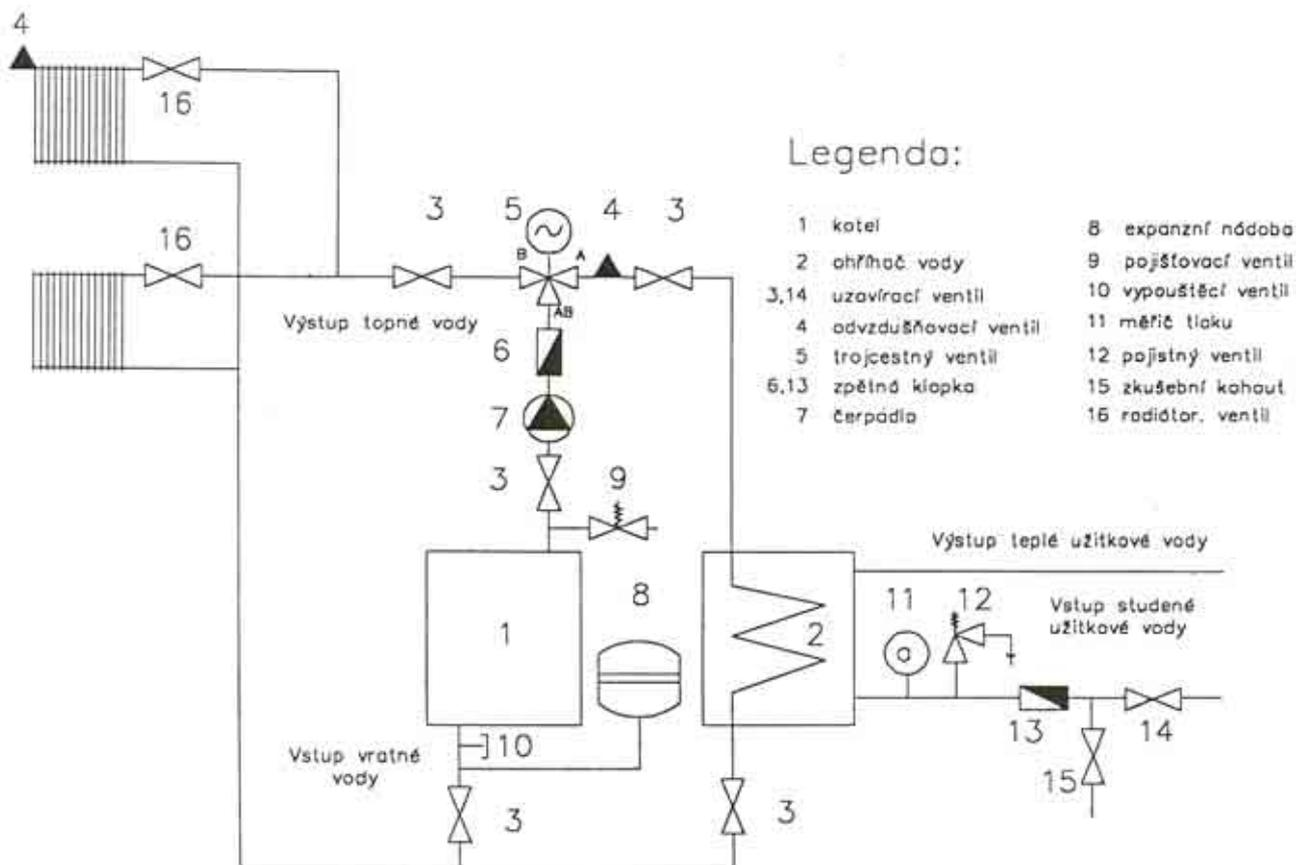 4
16
Legenda:
3
5
4
3
16
B
A
AB
1 kotel
2 ohříhač vody
3,14 uzavírací ventil
4 odvzdušňovací ventil
5 trojcestný ventil
6,13 zpětná klapka
7 čerpadlo
8 expanzní nádoba
9 pojišťovací ventil
10 vypouštěcí ventil
11 měřič tlaku
12 pojistný ventil
15 zkušební kohout
16 radiátor. ventil
Výstup topné vody
6
7
3
9
Výstup teplé užitkové vody
8
11
12
Vstup studené
užitkové vody
1
2
a
13
14
10
Vstup vratné
vody
15
3
3